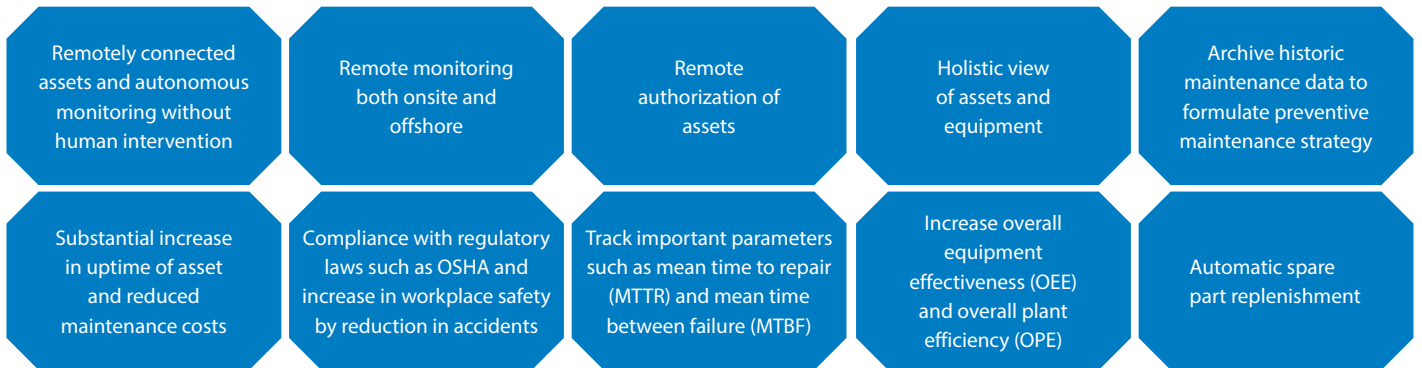 Remotely connected
assets and autonomous
monitoring without
human intervention
Remote monitoring
both onsite and
offshore
Remote
authorization of
assets
Holistic view
of assets and
equipment
Archive historic
maintenance data to
formulate preventive
maintenance strategy
Substantial increase
in uptime of asset
and reduced
maintenance costs
Compliance with regulatory
laws such as OSHA and
increase in workplace safety
by reduction in accidents
Track important parameters
such as mean time to repair
(MTTR) and mean time
between failure (MTBF)
Increase overall
equipment
effectiveness (OEE)
and overall plant
efficiency (OPE)
Automatic spare
part replenishment